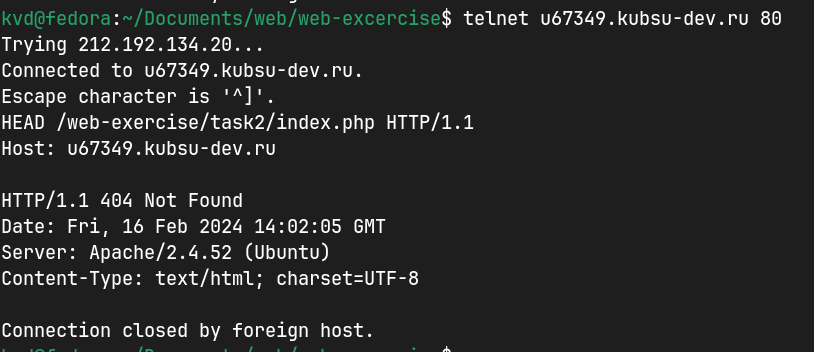 kvd@fedora:~/Documents/web/web-excercise$ telnet u67349.kubsu-dev.ru 80
Trying 212.192.134.20...
Connected to u67349.kubsu-dev.ru.
Escape character is '^]'.
HEAD /web-exercise/task2/index.php HTTP/1.1
Host: u67349.kubsu-dev.ru

HTTP/1.1 404 Not Found
Date: Fri, 16 Feb 2024 14:02:05 GMT
Server: Apache/2.4.52 (Ubuntu)
Content-Type: text/html; charset=UTF-8

Connection closed by foreign host.